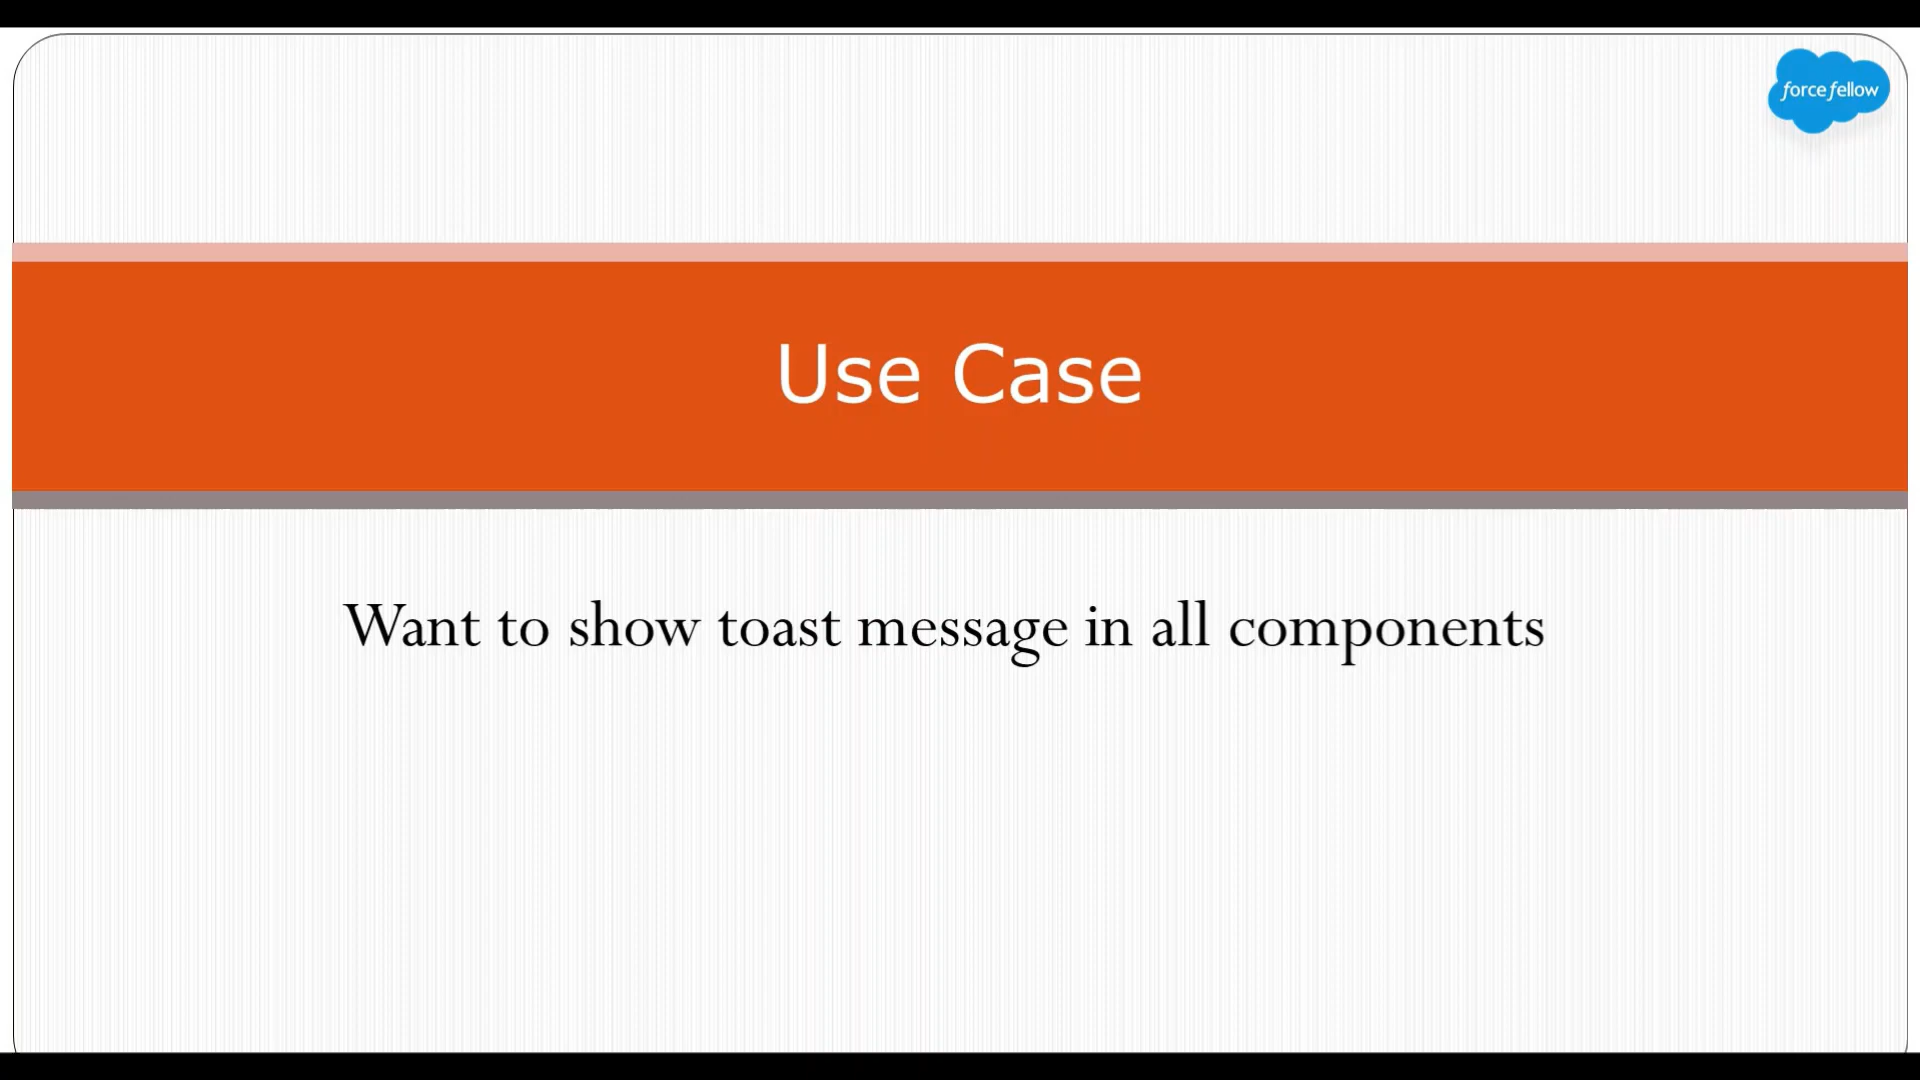 force fellow
Use Case
Want to show toast message in all components